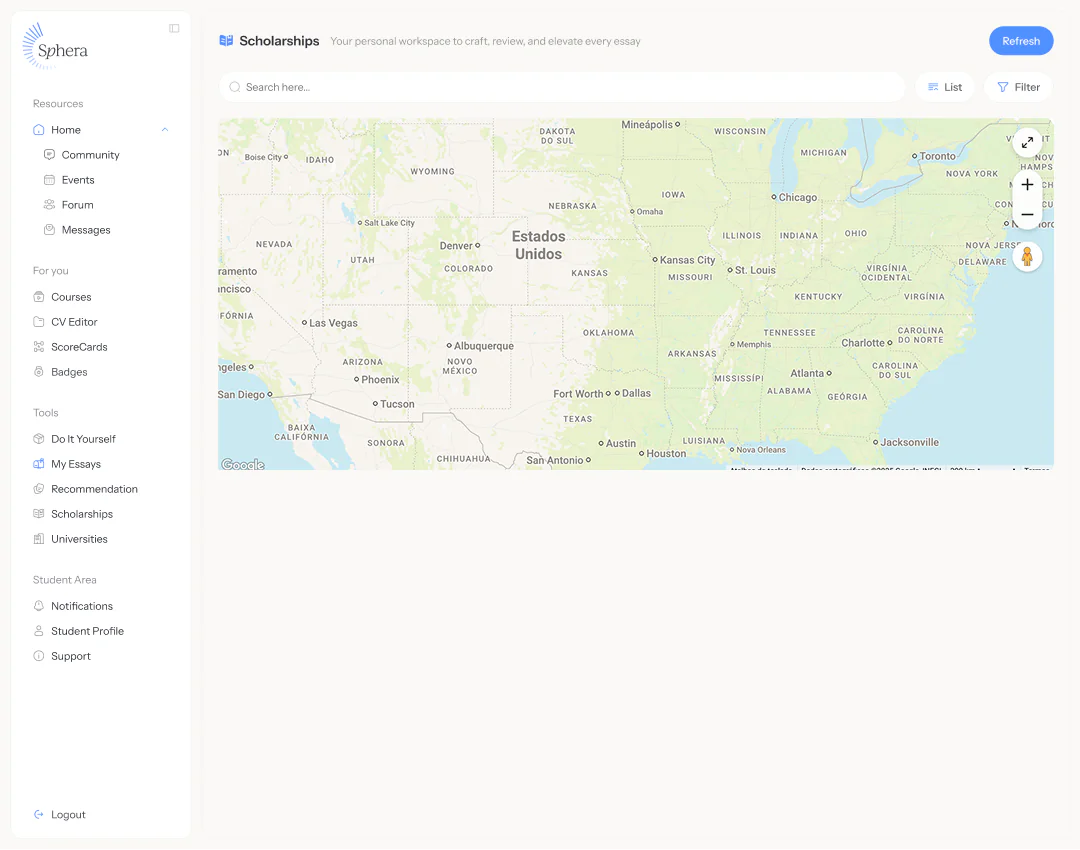 Sphera
Resources
Home
Community
Events
Forum
Messages
For you
Courses
CV Editor
ScoreCards
Badges
Tools
Do It Yourself
My Essays
Recommendation
Scholarships
Universities
Student Area
Notifications
Student Profile
Support
Logout
Scholarships Your personal workspace to craft, review, and elevate every essay
Refresh
Search here...
List
Filter
Mineápolis
DAKOTA
DO SUL
WISCONSIN
MICHIGAN
Toronto
NOVA YORK
ON
Boise City
IDAHO
WYOMING
IOWA
Chicago
NEBRASKA
Omaha
Salt Lake City
NEVADA
UTAH
Denver
COLORADO
Estados
Unidos
KANSAS
Kansas City
MISSOURI
ILLINOIS
INDIANA
OHIO
St. Louis
VIRGÍNIA
OCIDENTAL
DELAWARE
ramento
ncisco
FÓRNIA
KENTUCKY
VIRGÍNIA
Las Vegas
OKLAHOMA
TENNESSEE
CAROLINA
DO NORTE
Albuquerque
Memphis
Charlotte
ARIZONA
NOVO
MÉXICO
ARKANSAS
ngeles
Phoenix
MISSISSÍPI
Atlanta
CAROLINA
DO SUL
San Diego
Tucson
Fort Worth
Dallas
ALABAMA
GEÓRGIA
BAIXA
CALIFÓRNIA
TEXAS
SONORA
Austin
LUISIANA
Jacksonville
CHIHUAHUA
San Antonio
Houston
Nova Orleans
Google